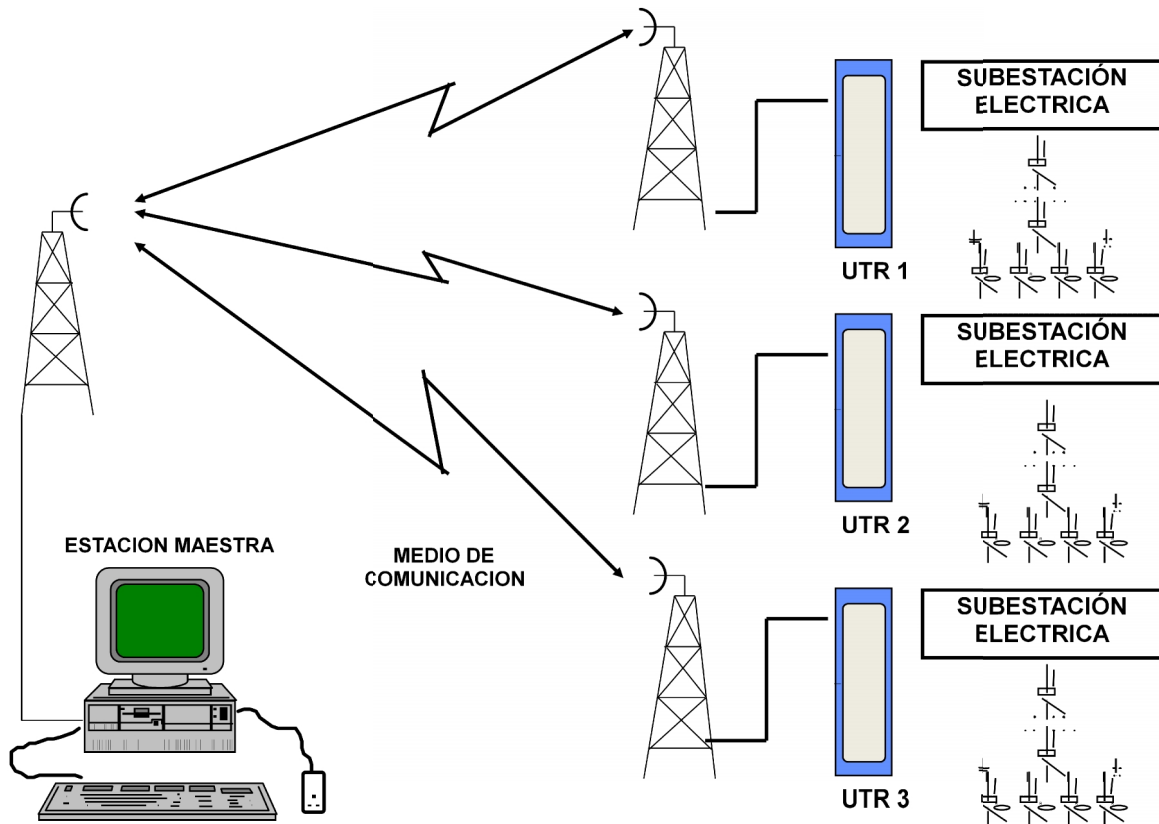 SUBESTACIÓN
ELECTRICA
UTR 1
SUBESTACIÓN
ELECTRICA
UTR 2
ESTACION MAESTRA
MEDIO DE
COMUNICACION
SUBESTACIÓN
ELECTRICA
UTR 3